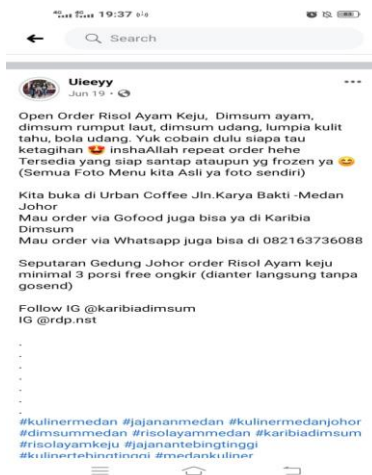 19:37
Search
Uieeyy
Jun 19 ·
Open Order Risol Ayam Keju, Dimsum ayam,
dimsum rumput laut, dimsum udang, lumpia kulit
tahu, bola udang. Yuk cobain dulu siapa tau
ketagihan 🤩 inshaAllah repeat order hehe
Tersedia yang siap santap ataupun yg frozen ya 😊
(Semua Foto Menu kita Asli ya foto sendiri)
Kita buka di Urban Coffee Jln.Karya Bakti -Medan
Johor
Mau order via Gofood juga bisa ya di Karibia
Dimsum
Mau order via Whatsapp juga bisa di 082163736088
Seputaran Gedung Johor order Risol Ayam keju
minimal 3 porsi free ongkir (dianter langsung tanpa
gosend)
Follow IG @karibiadimsum
IG @rdp.nst
.
.
.
.
.
.
#kulinermedan #jajananmedan #kulinermedanjohor
#dimsummedan #risolayammedan #karibiadimsum
#risolayamkeju #jajanantebingtinggi
#kulinertebingtinggi #medankuliner